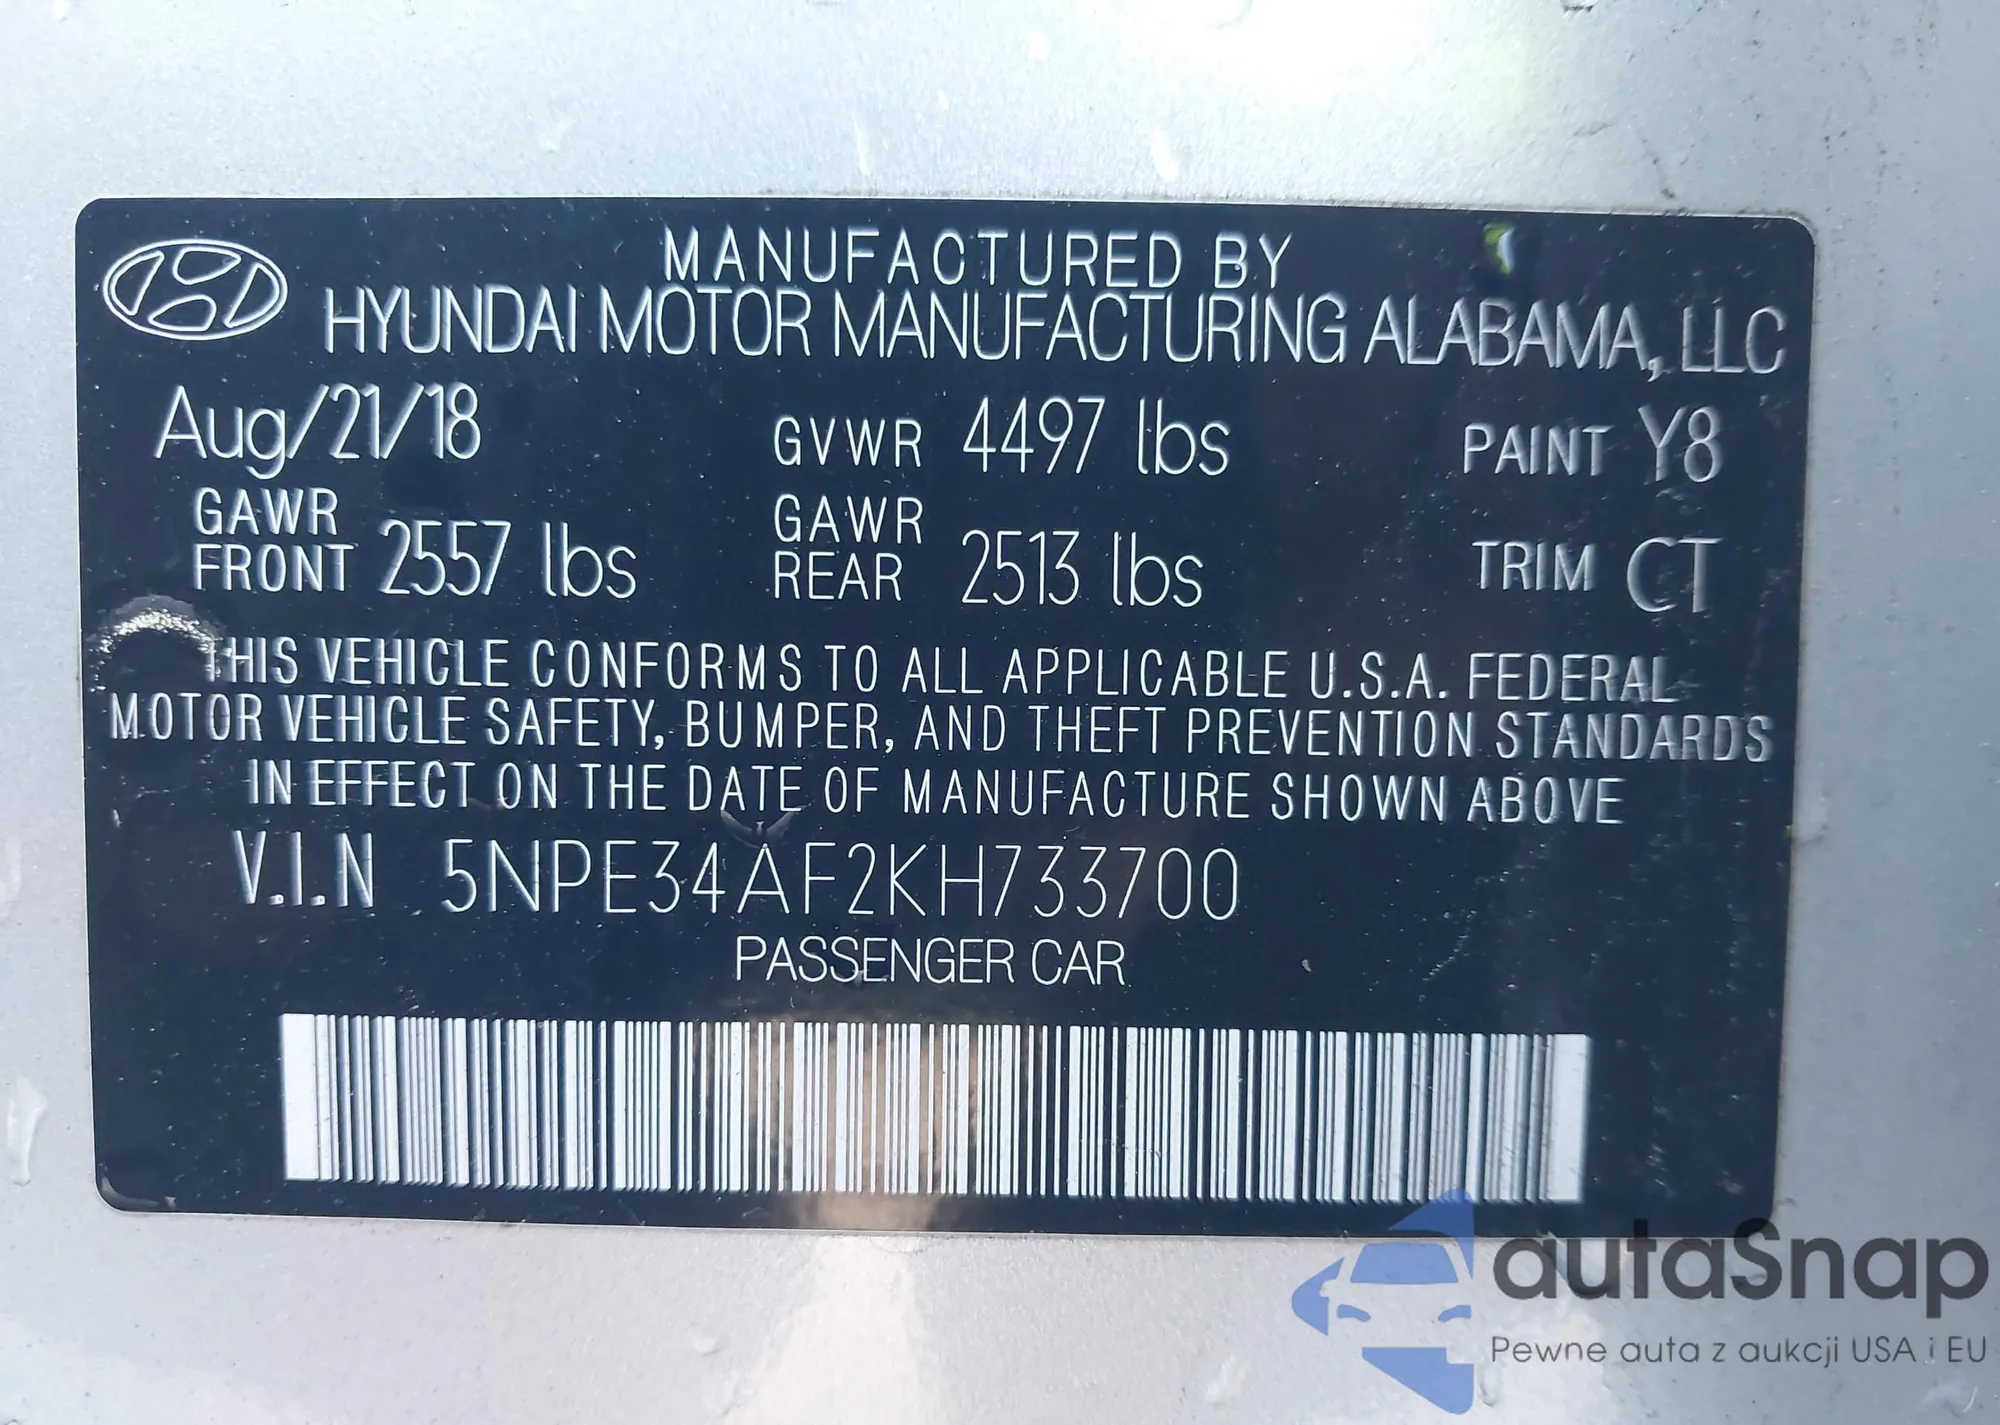 MANUFACTURED BY
HYUNDAI MOTOR MANUFACTURING ALABAMA, LLC
Aug/21/18 GVWR 4497 lbs PAINT Y8
GAWR FRONT 2557 lbs GAWR REAR 2513 lbs TRIM CT
THIS VEHICLE CONFORMS TO ALL APPLICABLE U.S.A. FEDERAL
MOTOR VEHICLE SAFETY, BUMPER, AND THEFT PREVENTION STANDARDS
IN EFFECT ON THE DATE OF MANUFACTURE SHOWN ABOVE
V.I.N 5NPE34AF2KH733700
PASSENGER CAR
autaSnap
Pewne auta z aukcji USA i EU